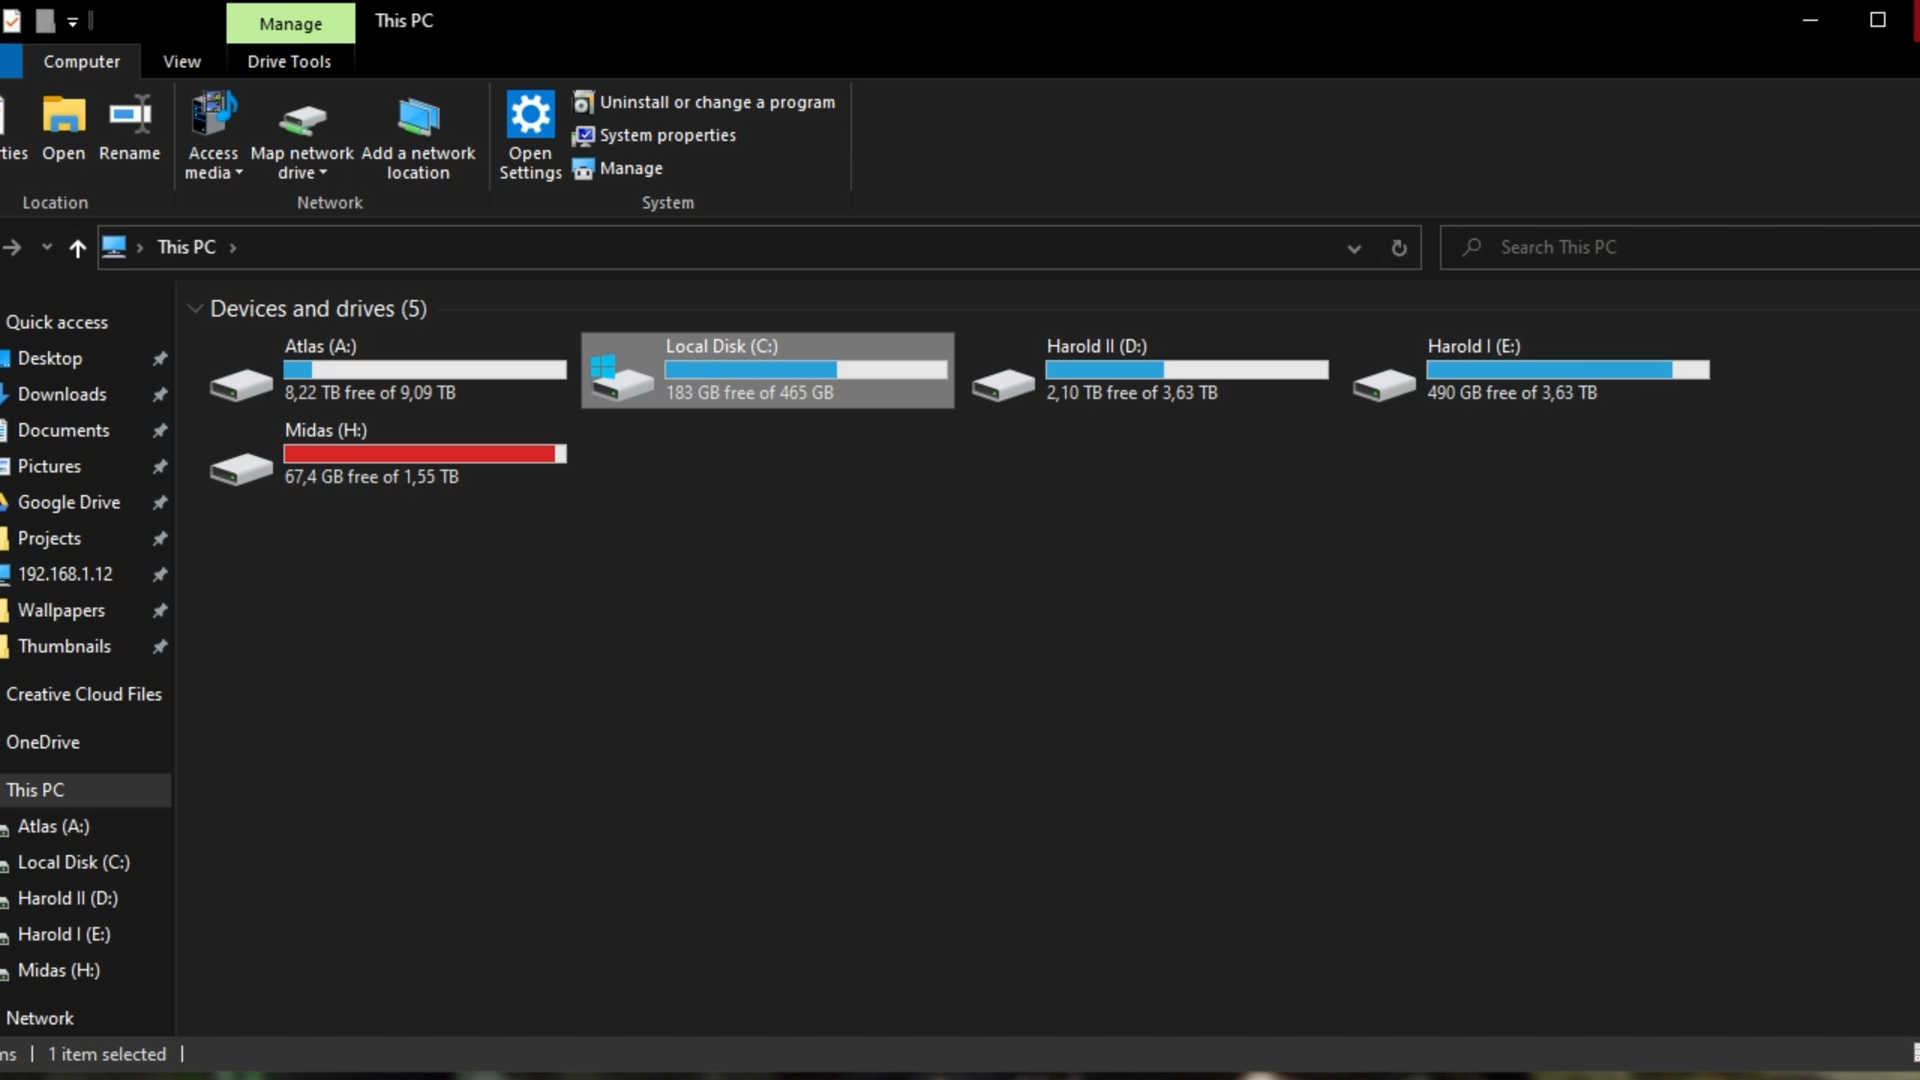 Manage
This PC
Computer
View
Drive Tools
Open
Rename
Access media
Map network drive
Add a network location
Open Settings
Uninstall or change a program
System properties
Manage
Location
Network
System
This PC
Search This PC
Quick access
Desktop
Downloads
Documents
Pictures
Google Drive
Projects
192.168.1.12
Wallpapers
Thumbnails
Creative Cloud Files
OneDrive
This PC
Atlas (A:)
Local Disk (C:)
Harold II (D:)
Harold I (E:)
Midas (H:)
Network
Devices and drives (5)
Atlas (A:)
8,22 TB free of 9,09 TB
Local Disk (C:)
183 GB free of 465 GB
Harold II (D:)
2,10 TB free of 3,63 TB
Harold I (E:)
490 GB free of 3,63 TB
Midas (H:)
67,4 GB free of 1,55 TB
1 item selected